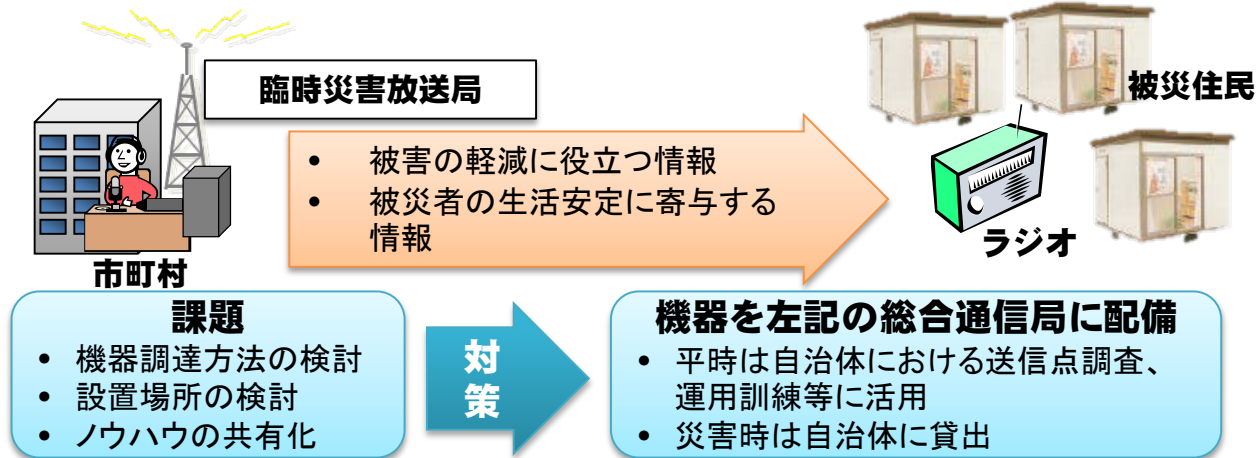 臨時災害放送局
被災住民
• 被害の軽減に役立つ情報
• 被災者の生活安定に寄与する
情報
ラジオ
市町村
課題
• 機器調達方法の検討
• 設置場所の検討
• ノウハウの共有化
対
策
機器を左記の総合通信局に配備
• 平時は自治体における送信点調査、
運用訓練等に活用
• 災害時は自治体に貸出